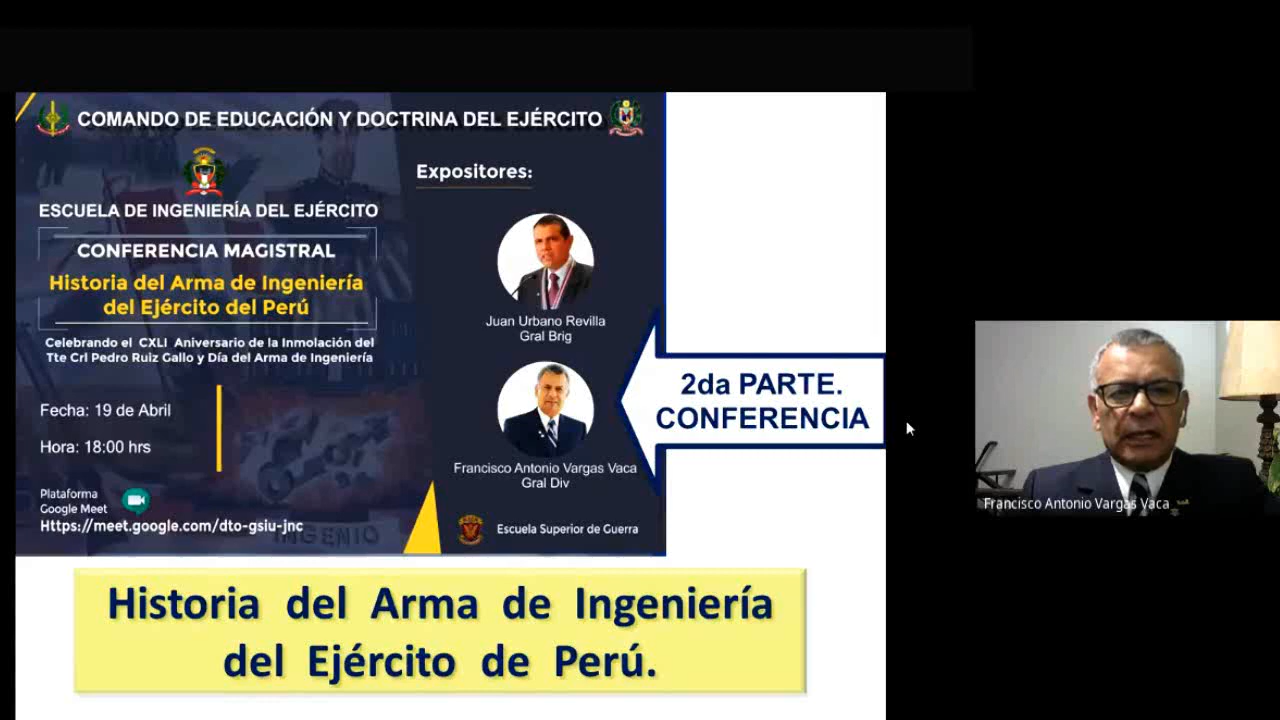 COMANDO DE EDUCACIÓN Y DOCTRINA DEL EJÉRCITO
ESCUELA DE INGENIERÍA DEL EJÉRCITO
CONFERENCIA MAGISTRAL
Historia del Arma de Ingeniería
del Ejército del Perú
Celebrando el CXLI Aniversario de la Inmolación del
Tte Crl Pedro Ruiz Gallo y Día del Arma de Ingeniería
Fecha: 19 de Abril
Hora: 18:00 hrs
Plataforma
Google Meet
Https://meet.google.com/dto-gsiu-jnc
INGENIO
Expositores:
Juan Urbano Revilla
Gral Brig
Francisco Antonio Vargas Vaca
Gral Div
Escuela Superior de Guerra
2da PARTE.
CONFERENCIA
Historia del Arma de Ingeniería
del Ejército de Perú.
Francisco Antonio Vargas Vaca